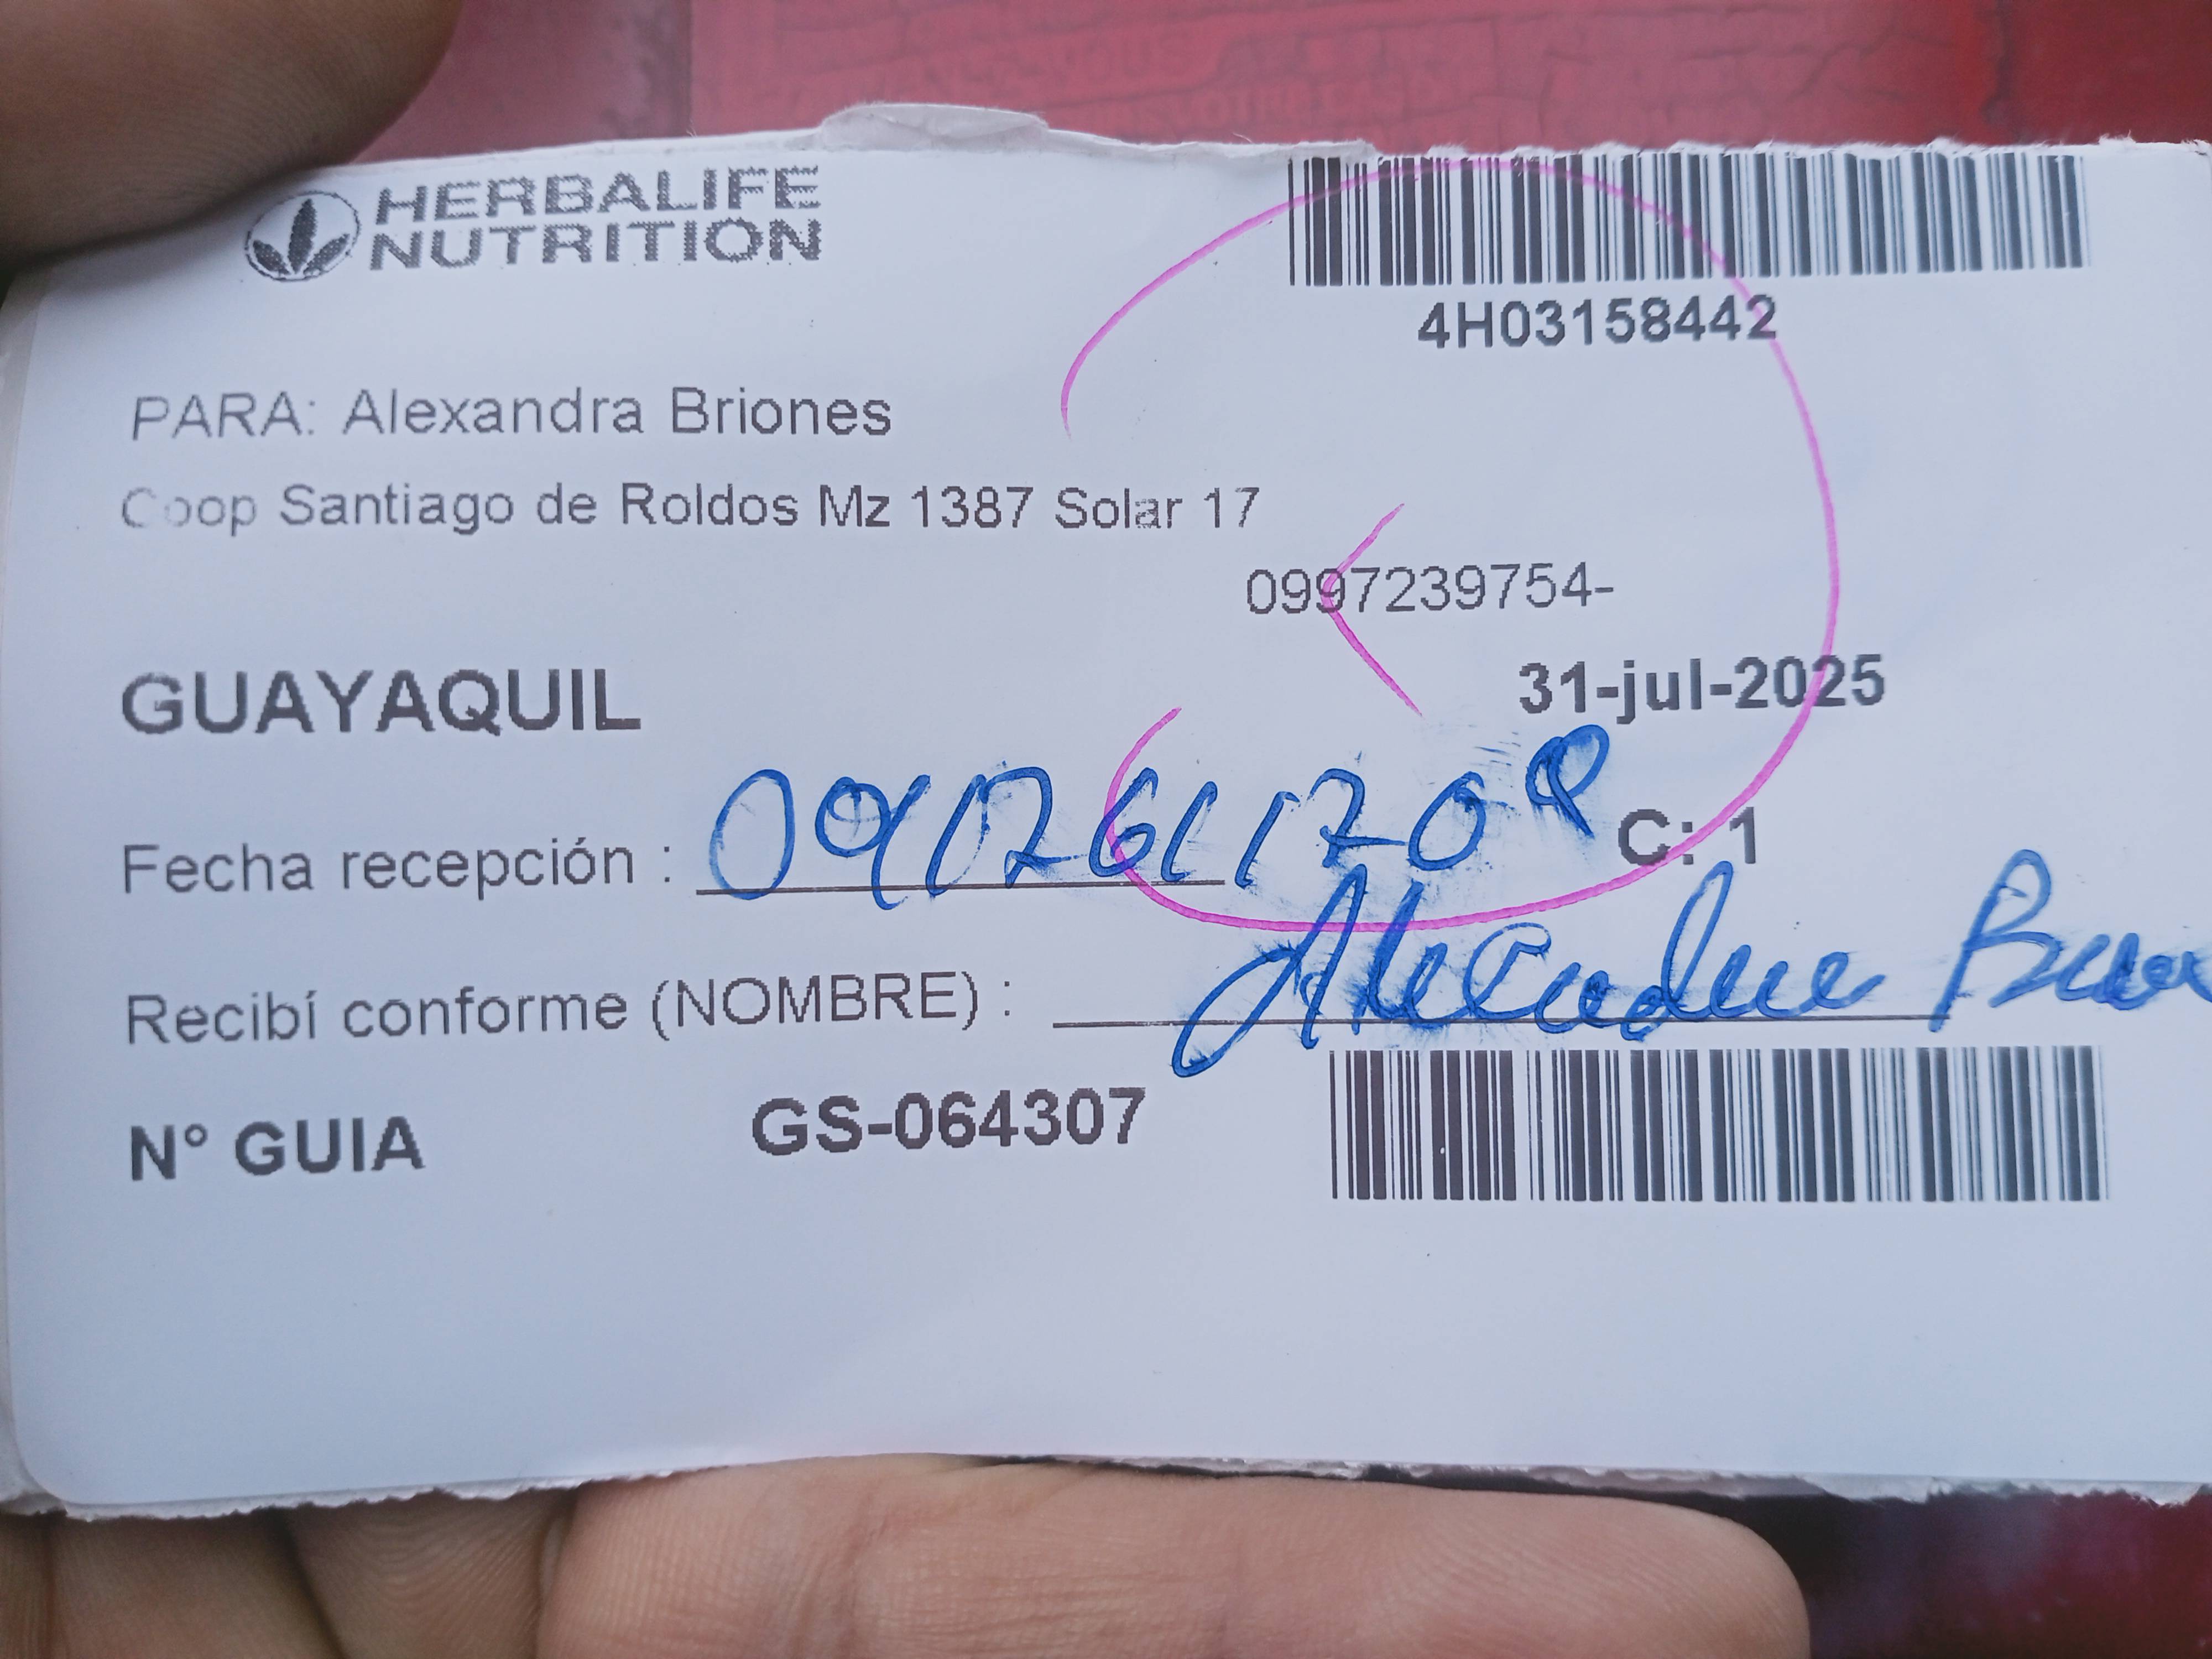 HERBALIFE
NUTRITION
4H03158442
PARA: Alexandra Briones
Coop Santiago de Roldos Mz 1387 Solar 17
0997239754-
GUAYAQUIL
31-jul-2025
Fecha recepción :
C: 1
Recibí conforme (NOMBRE) :
N° GUIA GS-064307